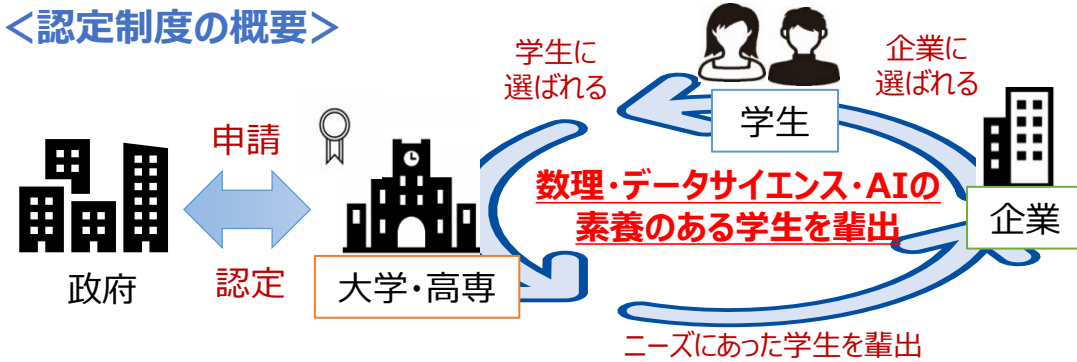 ＜認定制度の概要＞
学生に
選ばれる
企業に
選ばれる
学生
申請
数理・データサイエンス・AIの
素養のある学生を輩出
企業
政府
認定
大学・高専
ニーズにあった学生を輩出